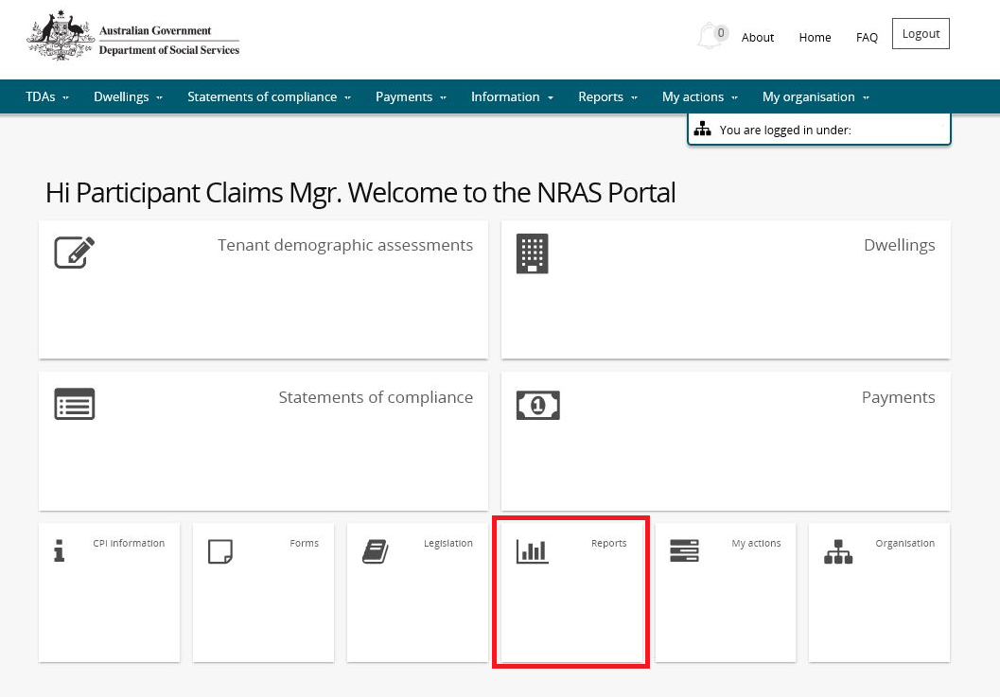 Australian Government
Department of Social Services
0
About
Home
FAQ
Logout
TDAs
Dwellings
Statements of compliance
Payments
Information
Reports
My actions
My organisation
You are logged in under:
Hi Participant Claims Mgr. Welcome to the NRAS Portal
Tenant demographic assessments
Dwellings
Statements of compliance
1
Payments
CPI information
Forms
Legislation
Reports
My actions
Organisation